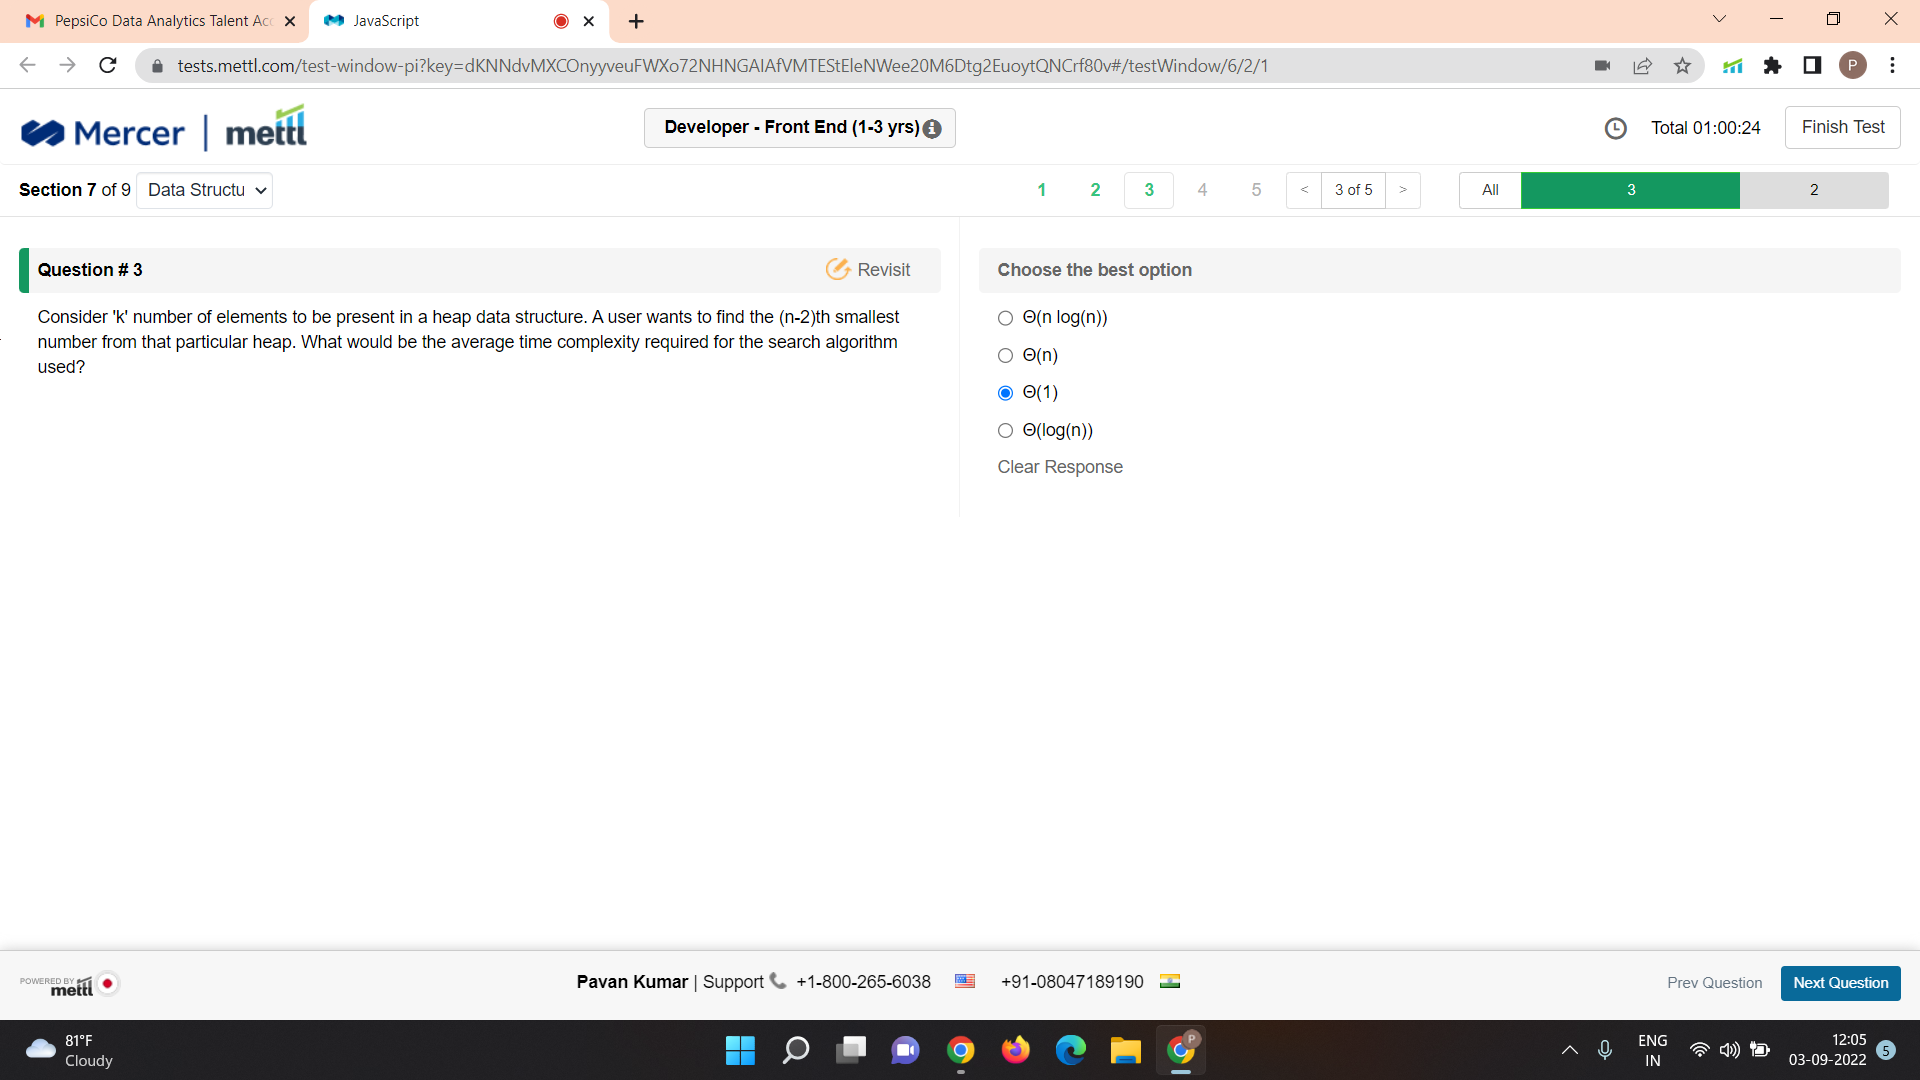 PepsiCo Data Analytics Talent Acc
JavaScript
tests.mettl.com/test-window-pi?key=dKNNdvMXCOnyyveuFWXo72NHNGAIAfVMTEStEleNWee20M6Dtg2EuoytQNCrf80v#/testWindow/6/2/1
P
Mercer | mettl
Developer - Front End (1-3 yrs)
Total 01:00:24
Finish Test
Section 7 of 9
Data Structu
1 2 3 4 5
< 3 of 5 >
All 3 2
Question # 3
Revisit
Choose the best option
Consider 'k' number of elements to be present in a heap data structure. A user wants to find the (n-2)th smallest
number from that particular heap. What would be the average time complexity required for the search algorithm
used?
Θ(n log(n))
Θ(n)
Θ(1)
Θ(log(n))
Clear Response
POWERED BY mettl
Pavan Kumar | Support +1-800-265-6038 +91-08047189190
Prev Question
Next Question
81°F
Cloudy
P
ENG
IN
12:05
03-09-2022
5